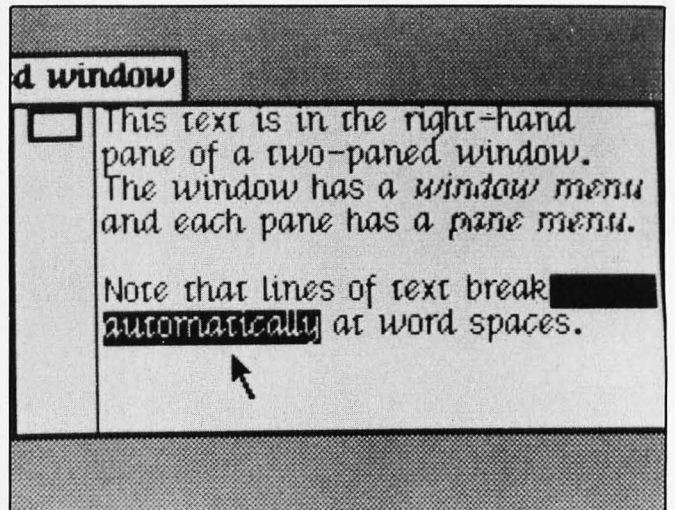 d window
This text is in the right-hand
pane of a two-paned window.
The window has a window menu
and each pane has a pane menu.
Note that lines of text break
automatically at word spaces.